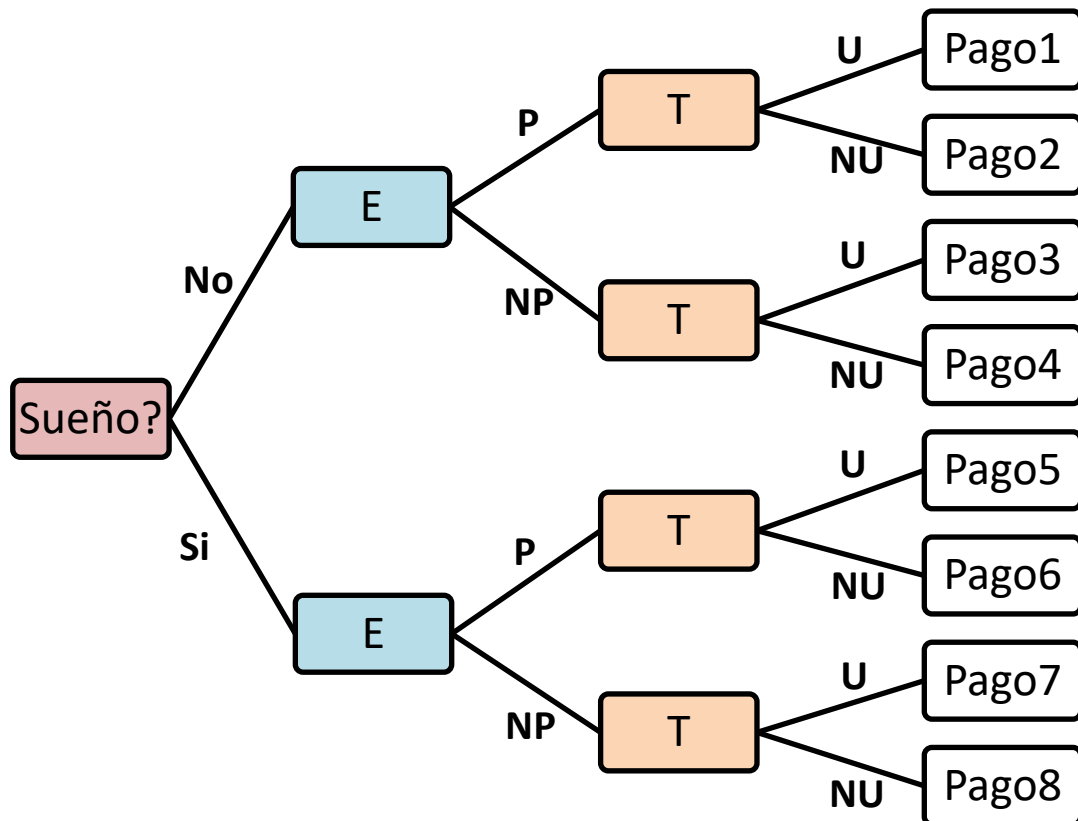 U
Pago1
T
P
NU
Pago2
E
No
U
Pago3
NP
T
NU
Pago4
Sueño?
U
Pago5
Si
P
T
NU
Pago6
E
U
Pago7
NP
T
NU
Pago8